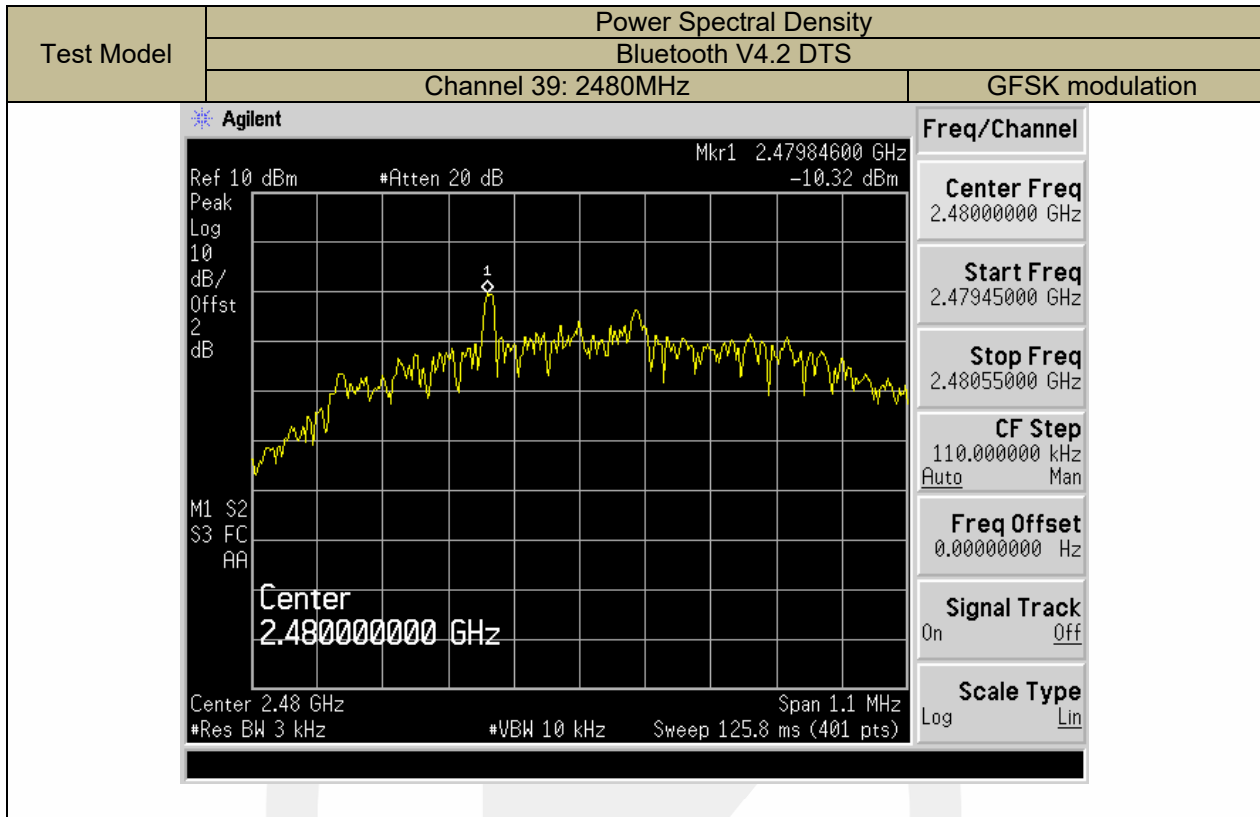 Test Model
Power Spectral Density
Bluetooth V4.2 DTS
Channel 39: 2480MHz
GFSK modulation
Agilent
Freq/Channel
Mkr1 2.47984600 GHz
Ref 10 dBm #Atten 20 dB -10.32 dBm
Peak
Log
10
dB/
Offst
2
dB
1
M1 S2
S3 FC
AA
Center
2.480000000 GHz
Center 2.48 GHz Span 1.1 MHz
#Res BW 3 kHz #VBW 10 kHz Sweep 125.8 ms (401 pts)
Center Freq
2.48000000 GHz
Start Freq
2.47945000 GHz
Stop Freq
2.48055000 GHz
CF Step
110.000000 kHz
Auto Man
Freq Offset
0.00000000 Hz
Signal Track
On Off
Scale Type
Log Lin